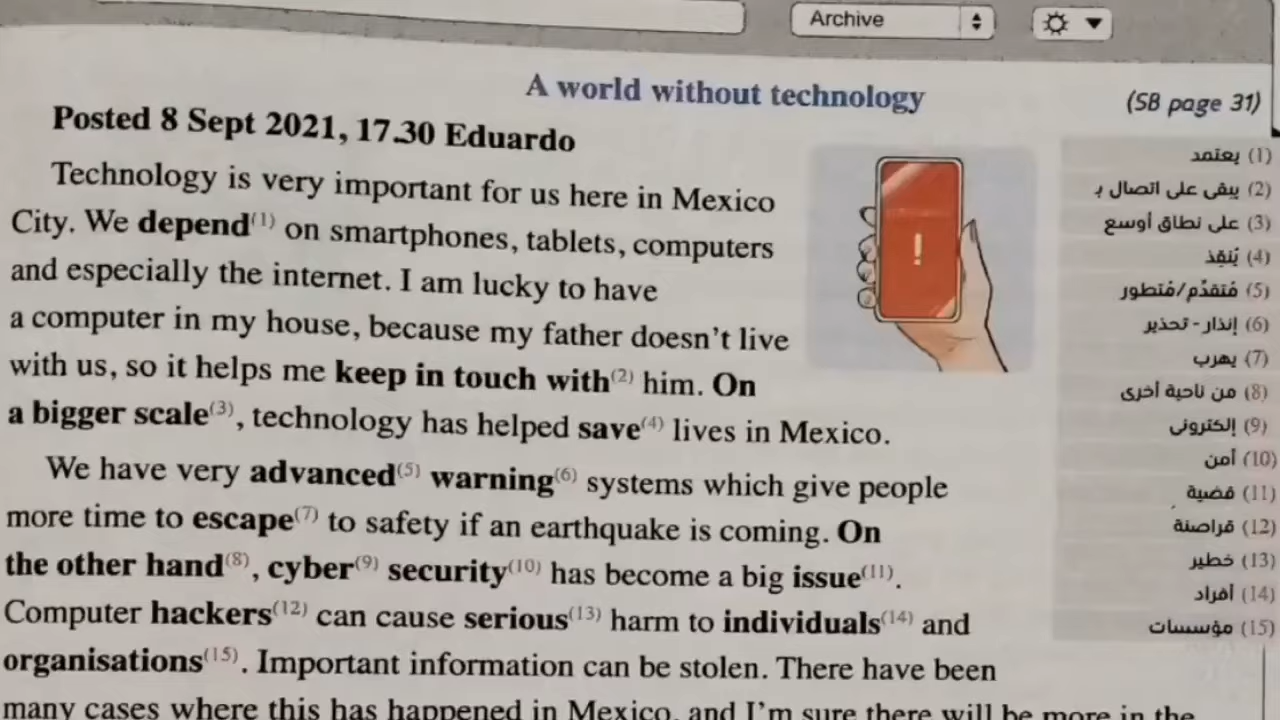 Archive
A world without technology
(SB page 31)
Posted 8 Sept 2021, 17.30 Eduardo
Technology is very important for us here in Mexico
City. We depend(1) on smartphones, tablets, computers
and especially the internet. I am lucky to have
a computer in my house, because my father doesn't live
with us, so it helps me keep in touch with(2) him. On
a bigger scale(3), technology has helped save(4) lives in Mexico.
We have very advanced(5) warning(6) systems which give people
more time to escape(7) to safety if an earthquake is coming. On
the other hand(8), cyber(9) security(10) has become a big issue(11).
Computer hackers(12) can cause serious(13) harm to individuals(14) and
organisations(15). Important information can be stolen. There have been
many cases where this has happened in Mexico, and I'm sure there will be more in the
!
(1) يعتمد
(2) يبقى على اتصال بـ
(3) على نطاق أوسع
(4) يُنقِذ
(5) مُتقدِّم/مُتطور
(6) إنذار - تحذير
(7) يهرب
(8) من ناحية أخرى
(9) إلكترونى
(10) أمن
(11) قضية
(12) قراصنة
(13) خطير
(14) أفراد
(15) مؤسسات